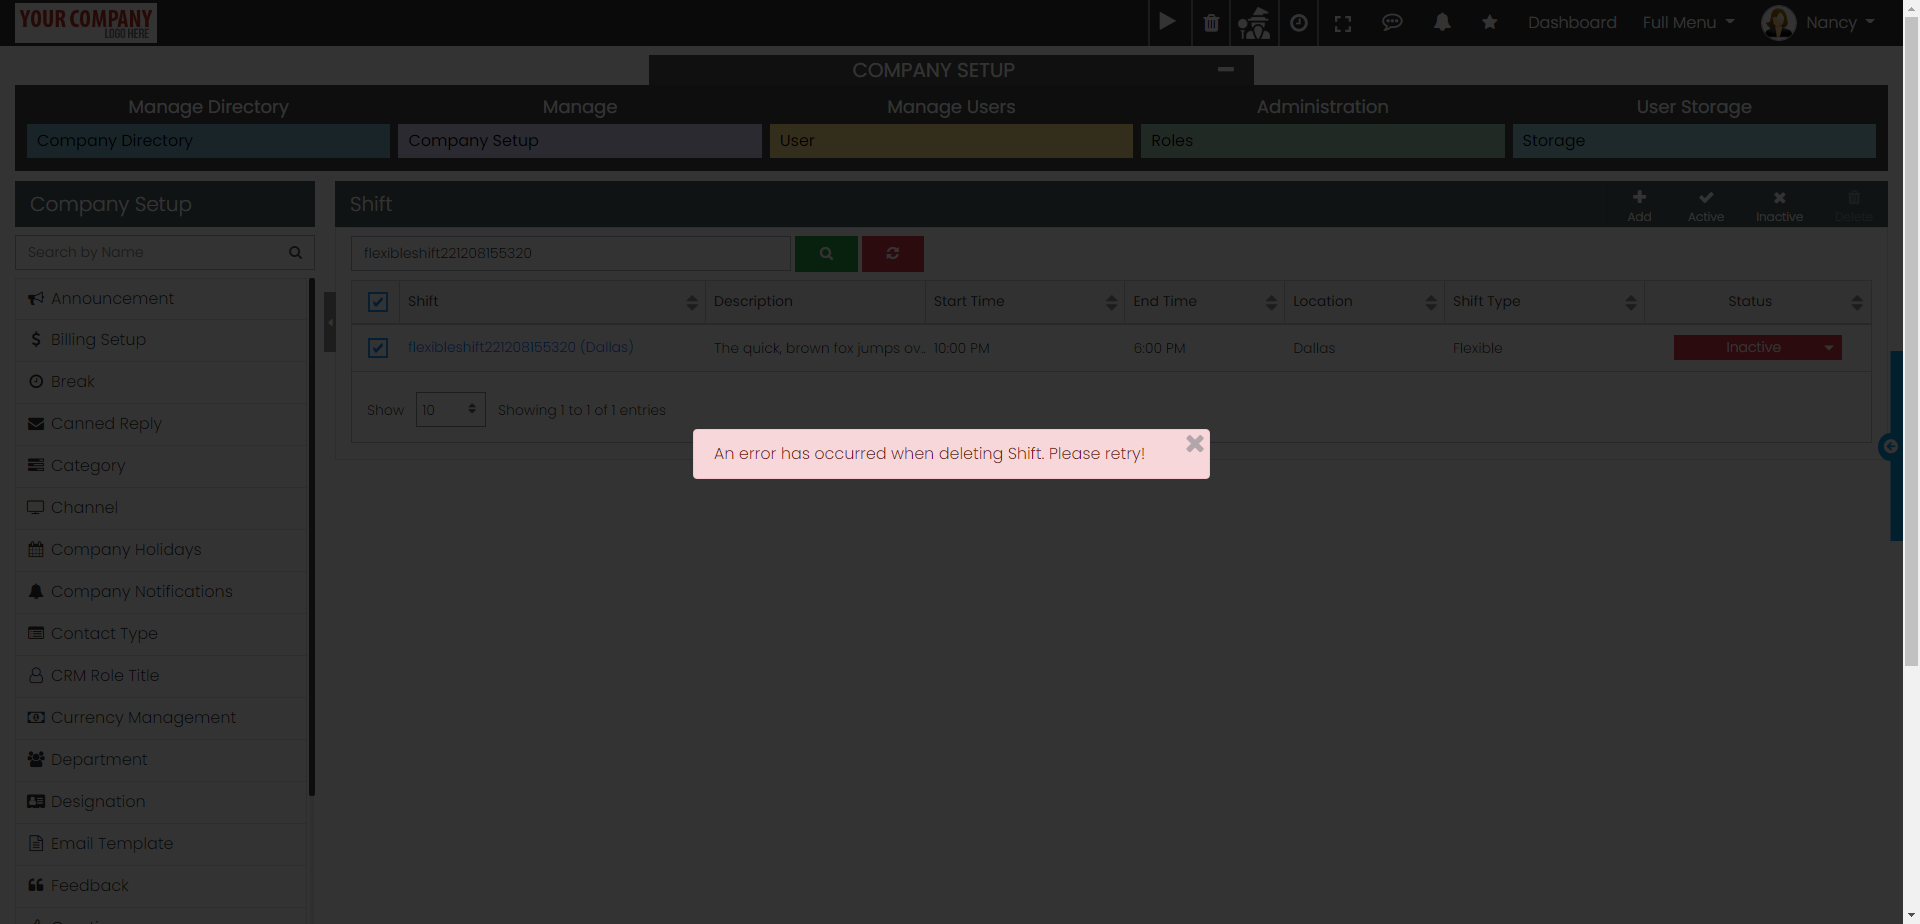 YOUR COMPANY
LOGO HERE
Dashboard
Full Menu
Nancy
COMPANY SETUP
Manage Directory
Manage
Manage Users
Administration
User Storage
Company Directory
Company Setup
User
Roles
Storage
Company Setup
Search by Name
Announcement
Billing Setup
Break
Canned Reply
Category
Channel
Company Holidays
Company Notifications
Contact Type
CRM Role Title
Currency Management
Department
Designation
Email Template
Feedback
Shift
Add
Active
Inactive
Delete
flexibleshift221208155320
Shift
Description
Start Time
End Time
Location
Shift Type
Status
flexibleshift221208155320 (Dallas)
The quick, brown fox jumps ov...
10:00 PM
6:00 PM
Dallas
Flexible
Inactive
Show 10 Showing 1 to 1 of 1 entries
An error has occurred when deleting Shift. Please retry!